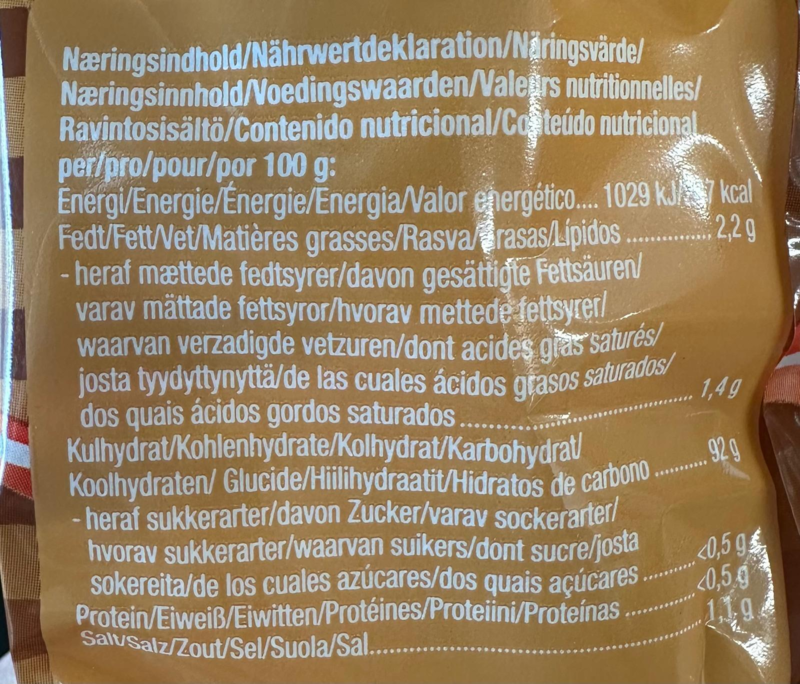 Næringsindhold/Nährwertdeklaration/Näringsvärde/
Næringsinnhold/Voedingswaarden/Valeurs nutritionnelles/
Ravintosisältö/Contenido nutricional/Conteúdo nutricional
per/pro/pour/por 100 g:
Energi/Energie/Énergie/Energia/Valor energético.... 1029 kJ/ kcal
Fedt/Fett/Vet/Matières grasses/Rasva/Grasas/Lípidos .............. 2,2 g
- heraf mættede fedtsyrer/davon gesättigte Fettsäuren/
varav mättade fettsyror/hvorav mettede fettsyrer/
waarvan verzadigde vetzuren/dont acides gras saturés/
josta tyydyttynyttä/de las cuales ácidos grasos saturados/
dos quais ácidos gordos saturados ........................................ 1,4 g
Kulhydrat/Kohlenhydrate/Kolhydrat/Karbohydrat/
Koolhydraten/ Glucide/Hiilihydraatit/Hidratos de carbono .......... 92 g
- heraf sukkerarter/davon Zucker/varav sockerarter/
hvorav sukkerarter/waarvan suikers/dont sucre/josta
sokereita/de los cuales azúcares/dos quais açúcares ......... <0,5 g
Protein/Eiweiß/Eiwitten/Protéines/Proteiini/Proteínas ............ <0,5 g
Salt/Salz/Zout/Sel/Suola/Sal...................................................... 1,1 g